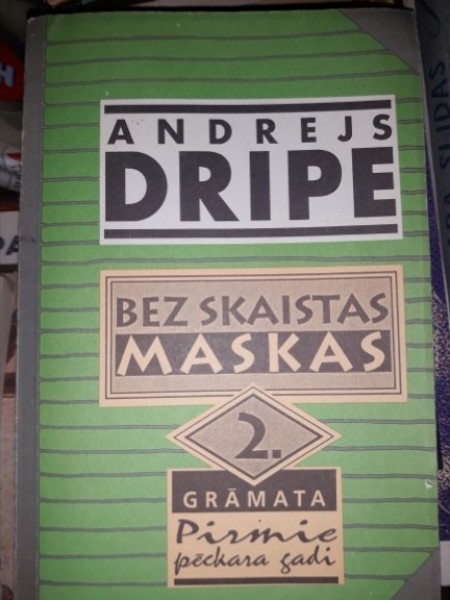 ANDREJS
DRIPE
BEZ SKAISTAS
MASKAS
2.
GRĀMATA
Pirmie
pēckara gadi